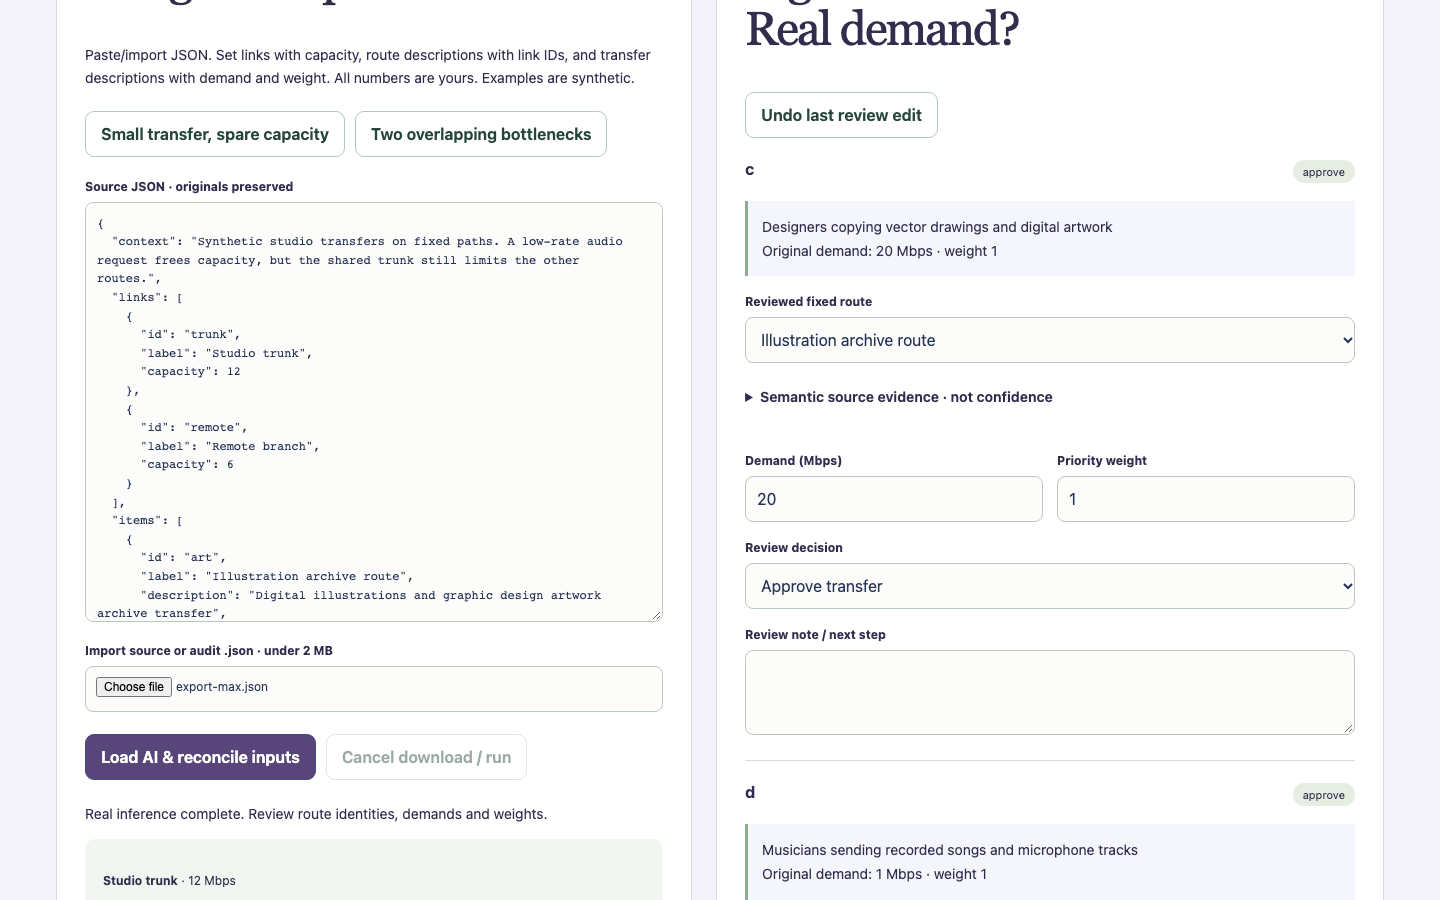 Paste/import JSON. Set links with capacity, route descriptions with link IDs, and transfer
descriptions with demand and weight. All numbers are yours. Examples are synthetic.
Small transfer, spare capacity
Two overlapping bottlenecks
Source JSON · originals preserved
{
  "context": "Synthetic studio transfers on fixed paths. A low-rate audio
request frees capacity, but the shared trunk still limits the other
routes.",
  "links": [
    {
      "id": "trunk",
      "label": "Studio trunk",
      "capacity": 12
    },
    {
      "id": "remote",
      "label": "Remote branch",
      "capacity": 6
    }
  ],
  "items": [
    {
      "id": "art",
      "label": "Illustration archive route",
      "description": "Digital illustrations and graphic design artwork
archive transfer",
Import source or audit .json · under 2 MB
Choose file export-max.json
Load AI & reconcile inputs
Cancel download / run
Real inference complete. Review route identities, demands and weights.
Studio trunk · 12 Mbps
Real demand?
Undo last review edit
c
approve
Designers copying vector drawings and digital artwork
Original demand: 20 Mbps · weight 1
Reviewed fixed route
Illustration archive route
▶ Semantic source evidence · not confidence
Demand (Mbps)
Priority weight
20
1
Review decision
Approve transfer
Review note / next step
d
approve
Musicians sending recorded songs and microphone tracks
Original demand: 1 Mbps · weight 1